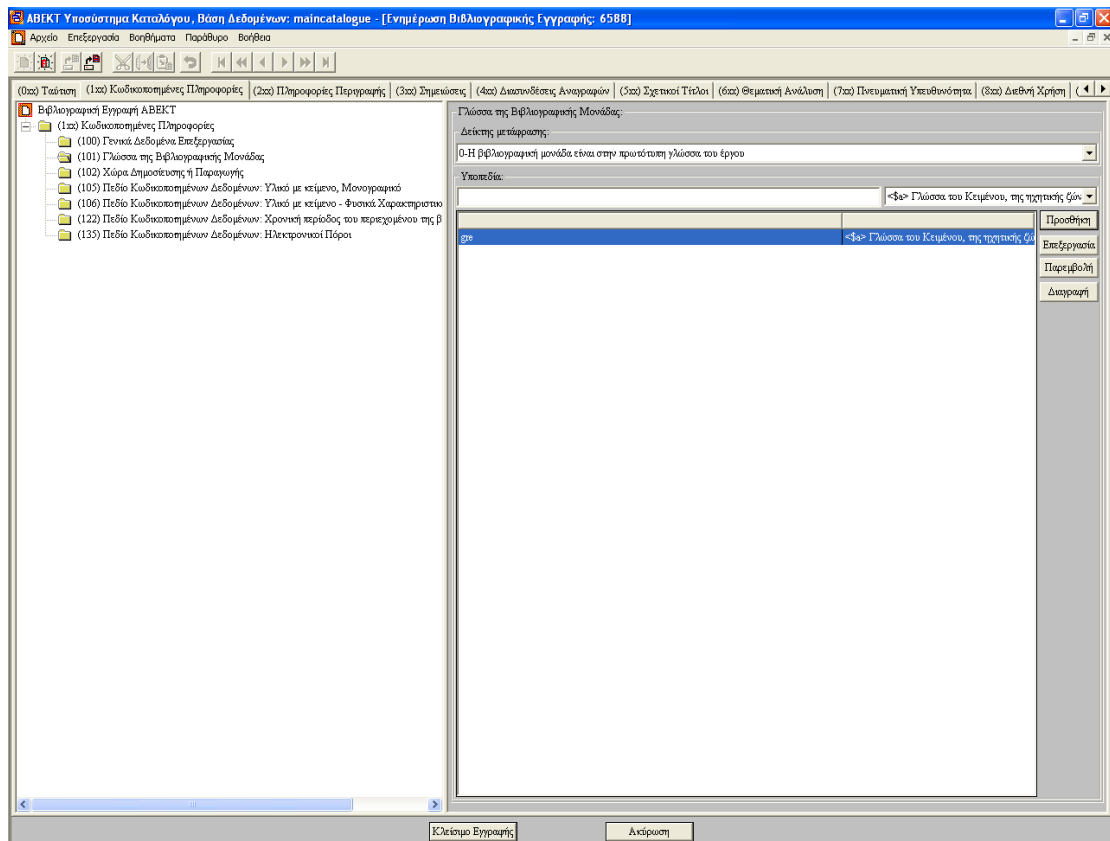 ΑΒΕΚΤ Υποσύστημα Καταλόγου, Βάση Δεδομένων: maincatalogue - [Ενημέρωση Βιβλιογραφικής Εγγραφής: 6588]
Αρχείο Επεξεργασία Βοηθήματα Παράθυρο Βοήθεια
(0xx) Ταύτιση (1xx) Κωδικοποιημένες Πληροφορίες (2xx) Πληροφορίες Περιγραφής (3xx) Σημειώσεις (4xx) Διασυνδέσεις Αναγραφών (5xx) Σχετικοί Τίτλοι (6xx) Θεματική Ανάλυση (7xx) Πνευματική Υπευθυνότητα (8xx) Διεθνή Χρήση (
Βιβλιογραφική Εγγραφή ΑΒΕΚΤ
(1xx) Κωδικοποιημένες Πληροφορίες
(100) Γενικά Δεδομένα Επεξεργασίας
(101) Γλώσσα της Βιβλιογραφικής Μονάδας
(102) Χώρα Δημοσίευσης ή Παραγωγής
(105) Πεδίο Κωδικοποιημένων Δεδομένων: Υλικό με κείμενο, Μονογραφικό
(106) Πεδίο Κωδικοποιημένων Δεδομένων: Υλικό με κείμενο - Φυσικά Χαρακτηριστικο
(122) Πεδίο Κωδικοποιημένων Δεδομένων: Χρονική περίοδος του περιεχομένου της β
(135) Πεδίο Κωδικοποιημένων Δεδομένων: Ηλεκτρονικοί Πόροι
Γλώσσα της Βιβλιογραφικής Μονάδας:
Δείκτης μετάφρασης:
0-Η βιβλιογραφική μονάδα είναι στην πρωτότυπη γλώσσα του έργου
Υποπεδία:
<$a> Γλώσσα του Κειμένου, της ηχητικής ζών
Προσθήκη
gre <$a> Γλώσσα του Κειμένου, της ηχητικής ζώ
Επεξεργασία
Παρεμβολή
Διαγραφή
Κλείσιμο Εγγραφής Ακύρωση